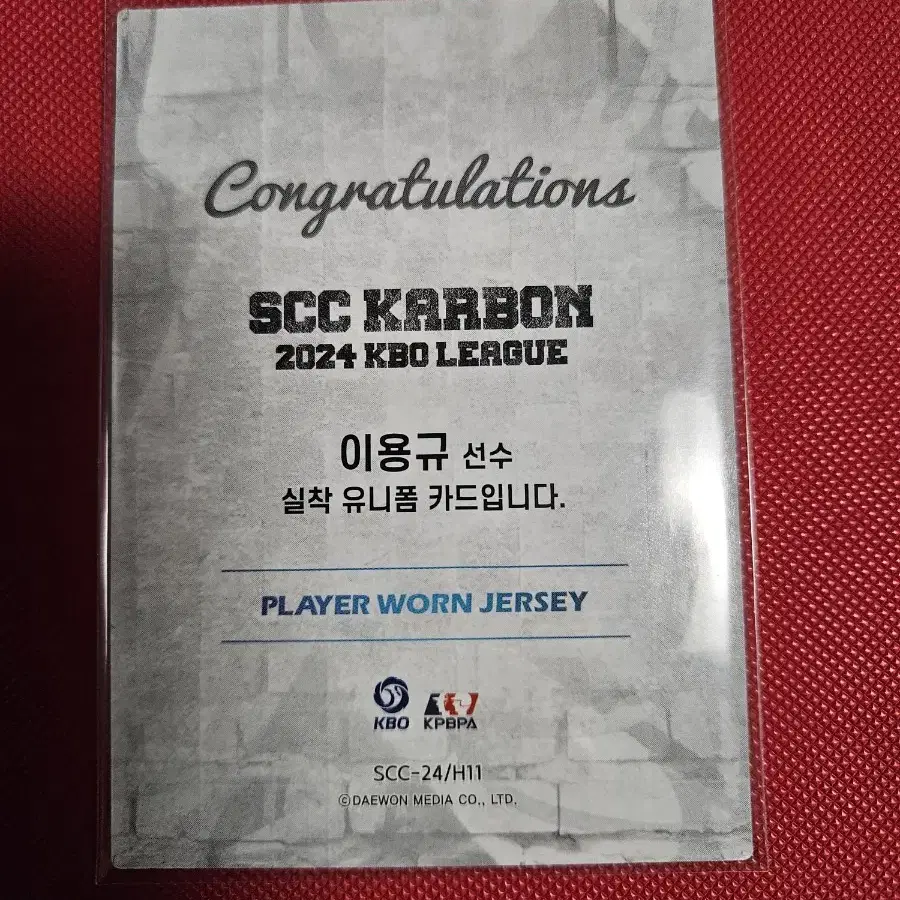 Congratulations
SCC KARBON
2024 KBO LEAGUE
이용규 선수
실착 유니폼 카드입니다.
PLAYER WORN JERSEY
KBO KPBPA
SCC-24/H11
©DAEWON MEDIA CO., LTD.